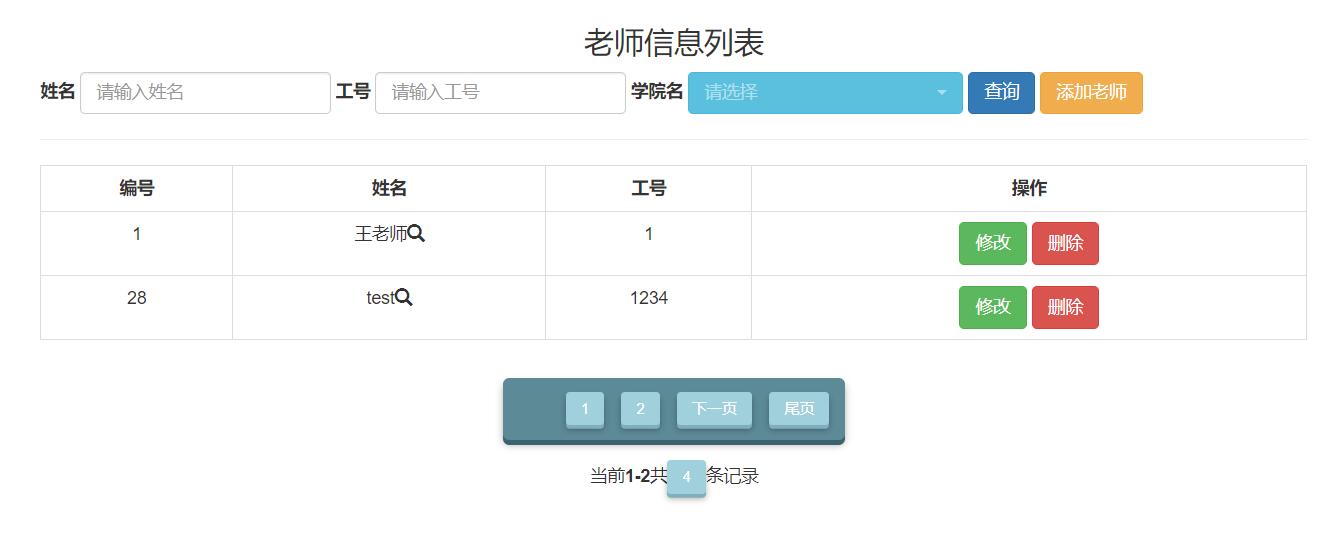 老师信息列表
姓名 请输入姓名 工号 请输入工号 学院名 请选择 查询 添加老师
编号 姓名 工号 操作
1 王老师 1 修改 删除
28 test 1234 修改 删除
1 2 下一页 尾页
当前1-2共4条记录